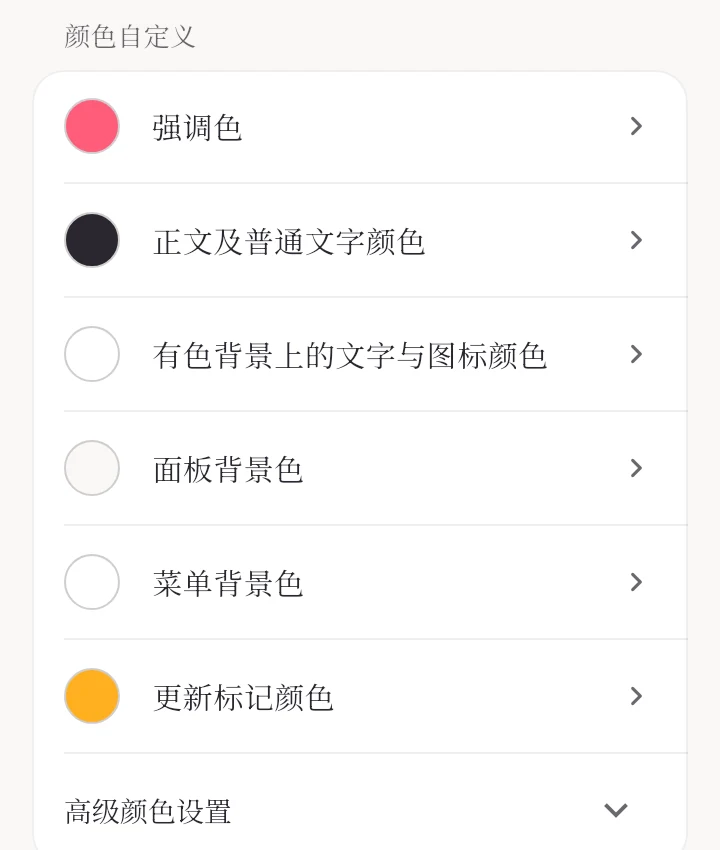 颜色自定义
强调色
正文及普通文字颜色
有色背景上的文字与图标颜色
面板背景色
菜单背景色
更新标记颜色
高级颜色设置